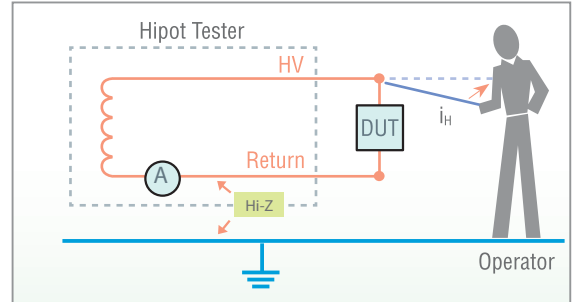 Hipot Tester
HV
DUT
iH
Return
A
Hi-Z
Operator